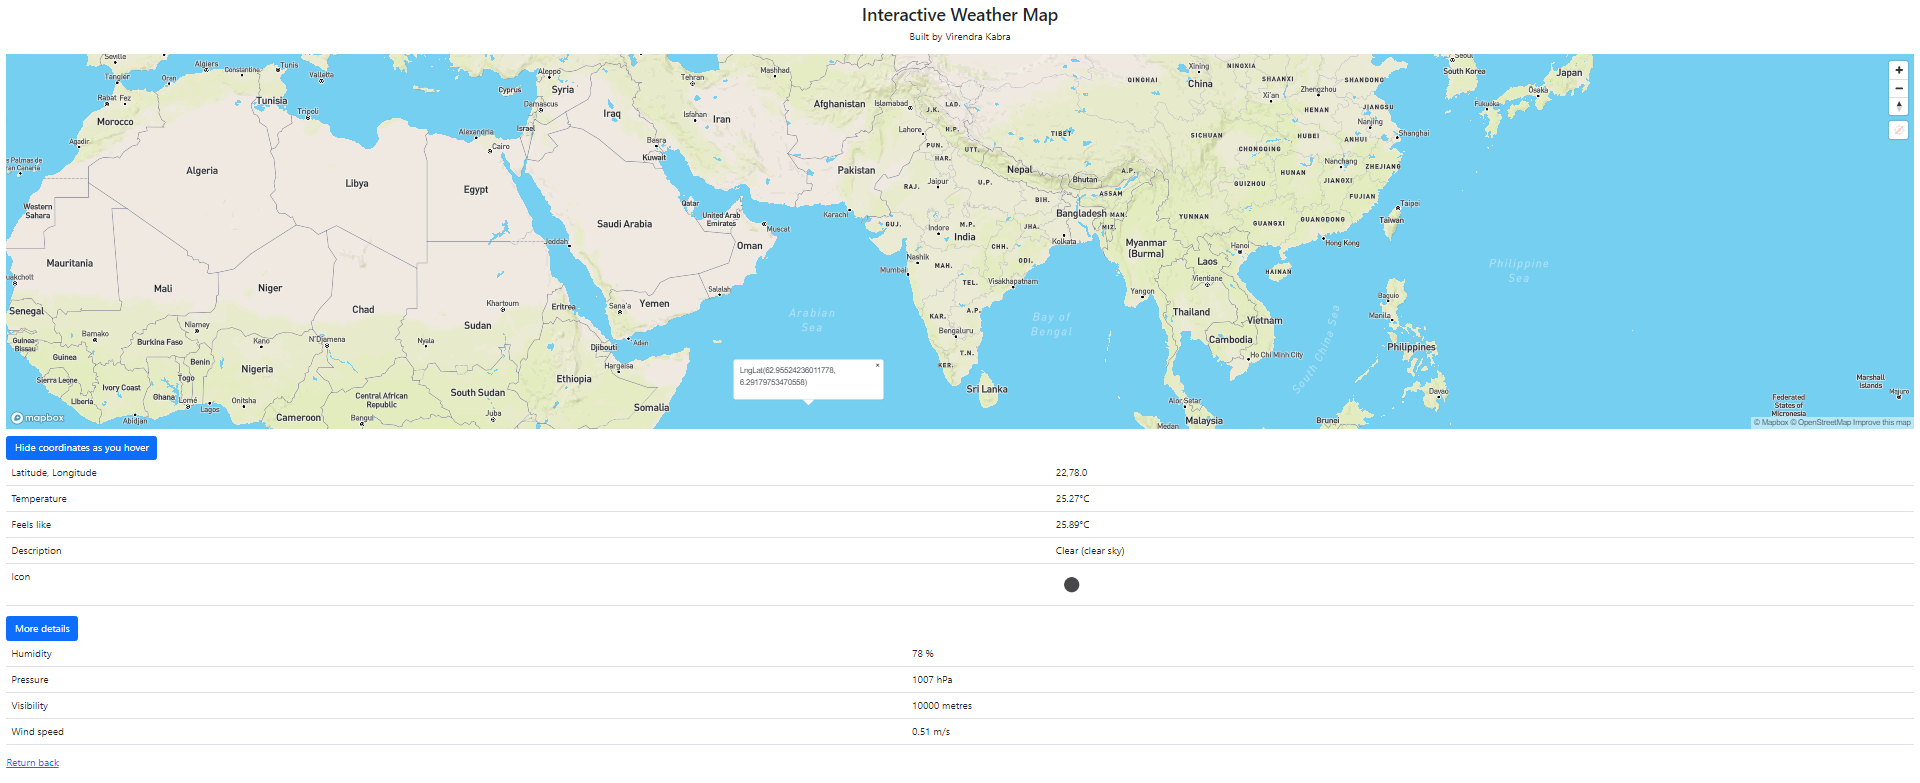 Interactive Weather Map
Built by Virendra Kabra
Seville
Algiers
Constantine
Tunis
Tangier
Oran
Valletta
Aleppo
Tehran
Mashhad
Xining
NINGXIA
Seoul
South Korea
Japan
QINGHAI
SHAANXI
SHANDONG
China
Rabat Fez
Tunisia
Tripoli
Cyprus
Syria
Damascus
Afghanistan
Islamabad
J.K.
LAD.
Xi'an
Zhengzhou
HENAN
JIANGSU
Fukuoka
Osaka
Morocco
Iraq
Isfahan
Iran
Lahore
H.P.
TIBET
SICHUAN
HUBEI
Nanjing
ANHUI
Shanghai
Agadir
Alexandria
Israel
Cairo
Basra
Kuwait
PUN.
UTT.
HAR.
CHONGQING
Nanchang
ZHEJIANG
e Palmas de
ran Canaria
Algeria
Libya
Egypt
Pakistan
RAJ.
Jaipur
U.P.
Nepal
Bhutan
A.P.
ASSAM
GUIZHOU
HUNAN
JIANGXI
FUJIAN
Western
Sahara
Qatar
United Arab
Emirates
Karachi
Muscat
BIH.
Bangladesh
MAN.
YUNNAN
GUANGXI
GUANGDONG
Taipei
Taiwan
Saudi Arabia
GUJ.
Indore
M.P.
India
JHA.
Kolkata
MIZ.
Jeddah
Oman
CHH.
Myanmar
(Burma)
Hanoi
Hong Kong
Mauritania
Nashik
Mumbai
MAH.
ODI.
Laos
HAINAN
Philippine
Sea
uakchott
Mali
Niger
Chad
Khartoum
Eritrea
Sana'a
Yemen
Salalah
TEL.
Visakhapatnam
Yangon
Vientiane
Baguio
Senegal
Bamako
Niamey
Sudan
Arabian
Sea
KAR.
A.P.
Bay of
Bengal
Thailand
Vietnam
South China Sea
Manila
Guinea-
Bissau
Burkina Faso
Kano
N'Djamena
Nyala
Djibouti
Aden
Bengaluru
Cambodia
Philippines
Guinea
Benin
Nigeria
Hargeisa
T.N.
Ho Chi Minh City
LngLat(62.95524236011778,
6.29179753470558)
×
KER.
Sierra Leone
Ivory Coast
Togo
Ethiopia
Sri Lanka
Marshall
Islands
Majuro
Liberia
Ghana
Lomé
Lagos
Onitsha
Central African
Republic
South Sudan
Juba
Somalia
Alor Setar
Davao
Federated
States of
Micronesia
mapbox
Abidjan
Cameroon
Bangui
Medan
Malaysia
Brunei
© Mapbox © OpenStreetMap Improve this map
Hide coordinates as you hover
Latitude, Longitude 22,78.0
Temperature 25.27°C
Feels like 25.89°C
Description Clear (clear sky)
Icon
More details
Humidity 78 %
Pressure 1007 hPa
Visibility 10000 metres
Wind speed 0.51 m/s
Return back